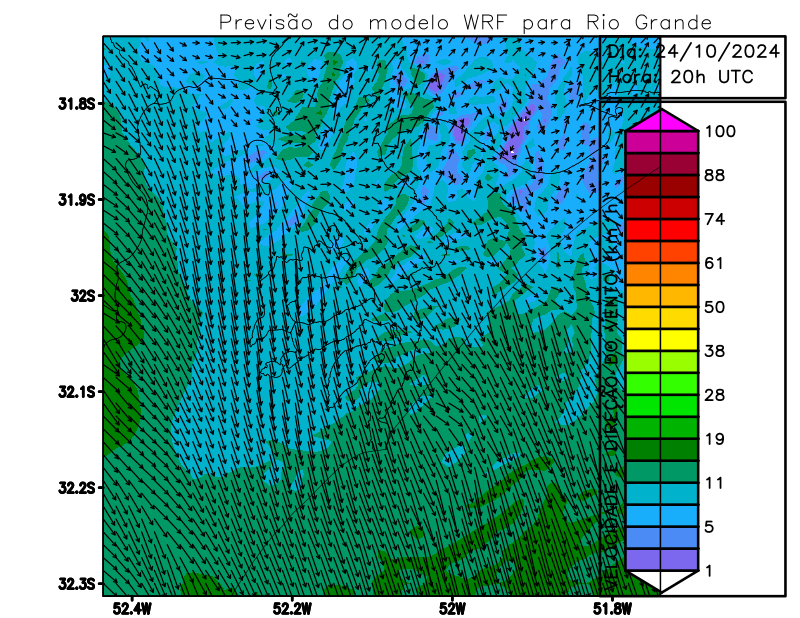 Previsão do modelo WRF para Rio Grande
Dia: 24/10/2024
Hora: 20h UTC
31.8S
31.9S
32S
32.1S
32.2S
32.3S
52.4W
52.2W
52W
51.8W
VELOCIDADE E DIREÇÃO DO VENTO (km/h)
100
88
74
61
50
38
28
19
11
5
1